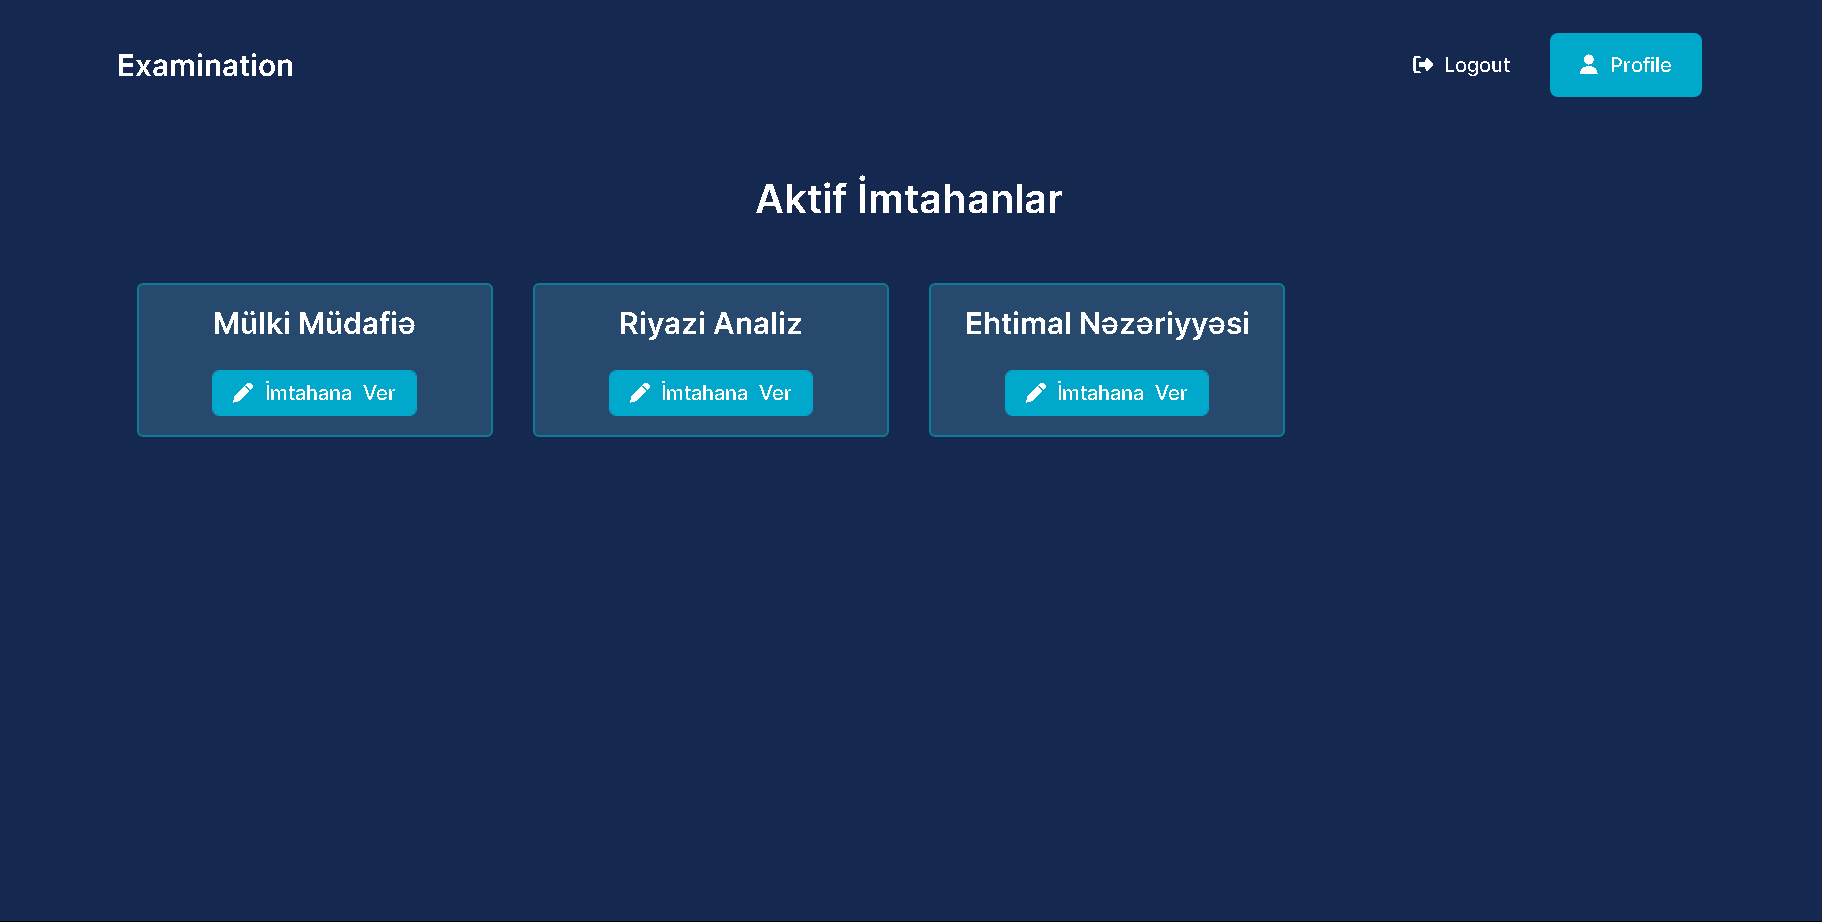 Examination
Logout
Profile
Aktif İmtahanlar
Mülki Müdafiə
İmtahana Ver
Riyazi Analiz
İmtahana Ver
Ehtimal Nəzəriyyəsi
İmtahana Ver